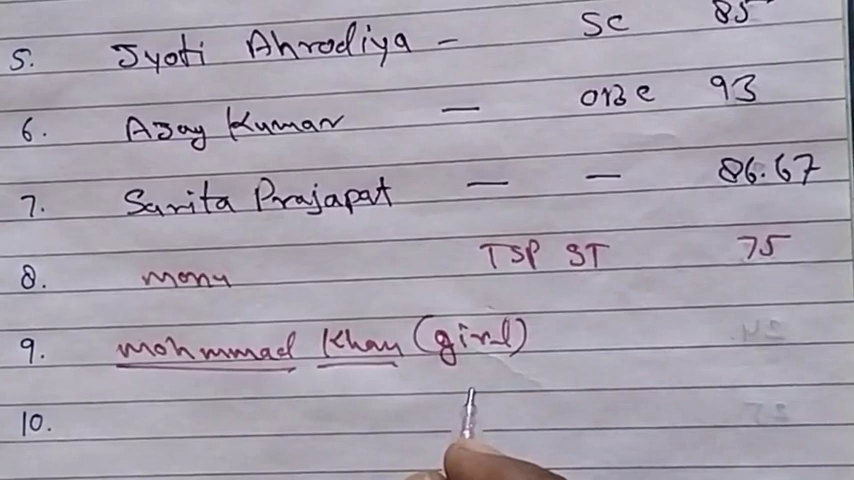 5. Jyoti Ahrodiya - SC 85
6. Ajay Kumar — OBC 93
7. Sarita Prajapat — — 86.67
8. monu TSP ST 75
9. mohmmad Khan (girl)
10.